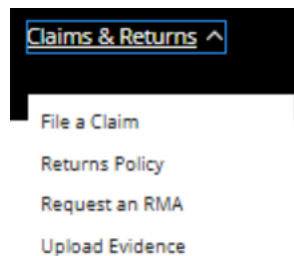 Claims & Returns
File a Claim
Returns Policy
Request an RMA
Upload Evidence